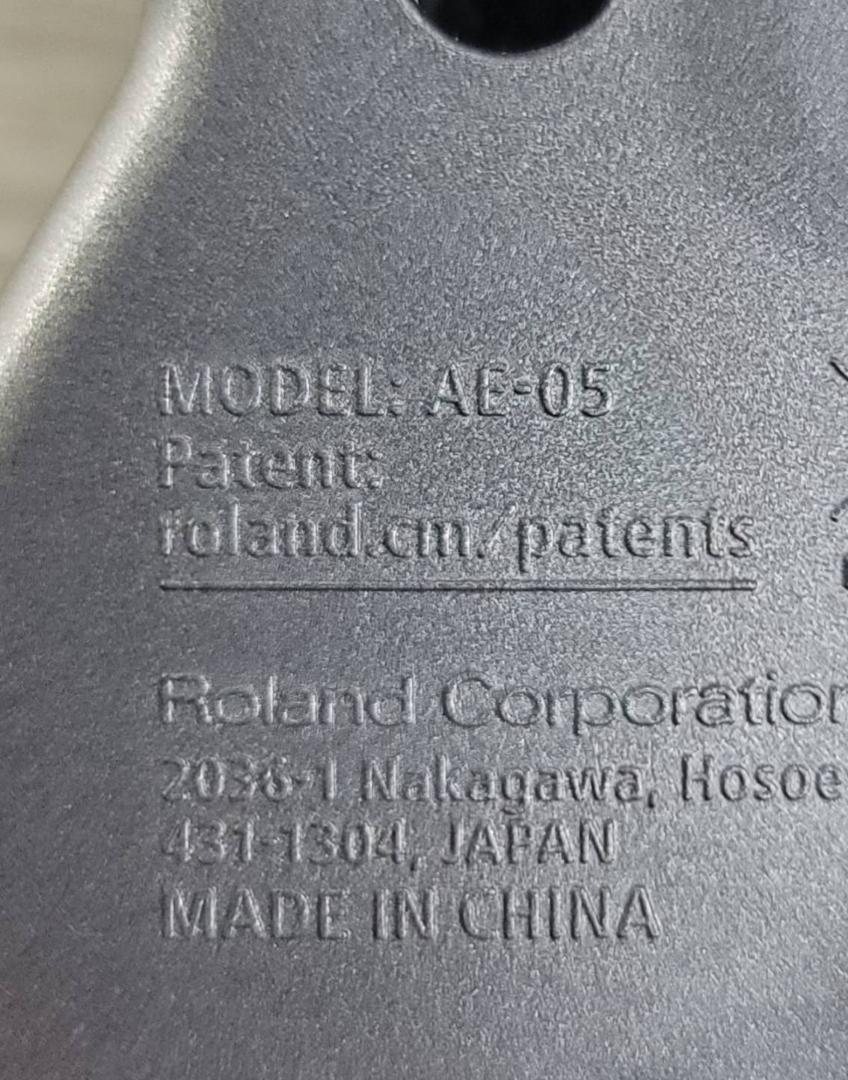 MODEL: AE-05
Patent:
roland.cm/patents
Roland Corporation
2036-1 Nakagawa, Hosoe
431-1304, JAPAN
MADE IN CHINA